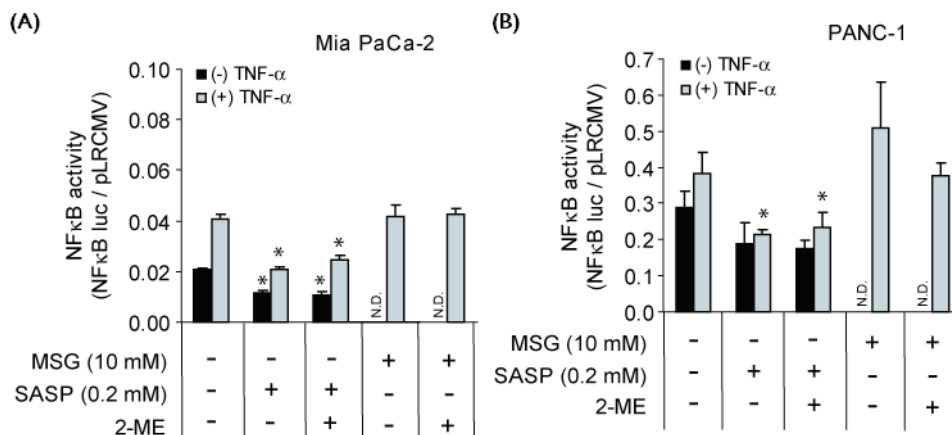 (A)
Mia PaCa-2
NFκB activity
(NFκB luc / pLRCMV)
0.10
0.08
0.06
0.04
0.02
0.00
(-) TNF-α
(+) TNF-α
* * * *
N.D. N.D.
MSG (10 mM) - - - + +
SASP (0.2 mM) - + + - -
2-ME - - + - +
(B)
PANC-1
NFκB activity
(NFκB luc / pLRCMV)
0.7
0.6
0.5
0.4
0.3
0.2
0.1
0.0
(-) TNF-α
(+) TNF-α
* *
N.D. N.D.
MSG (10 mM) - - - + +
SASP (0.2 mM) - + + - -
2-ME - - + - +